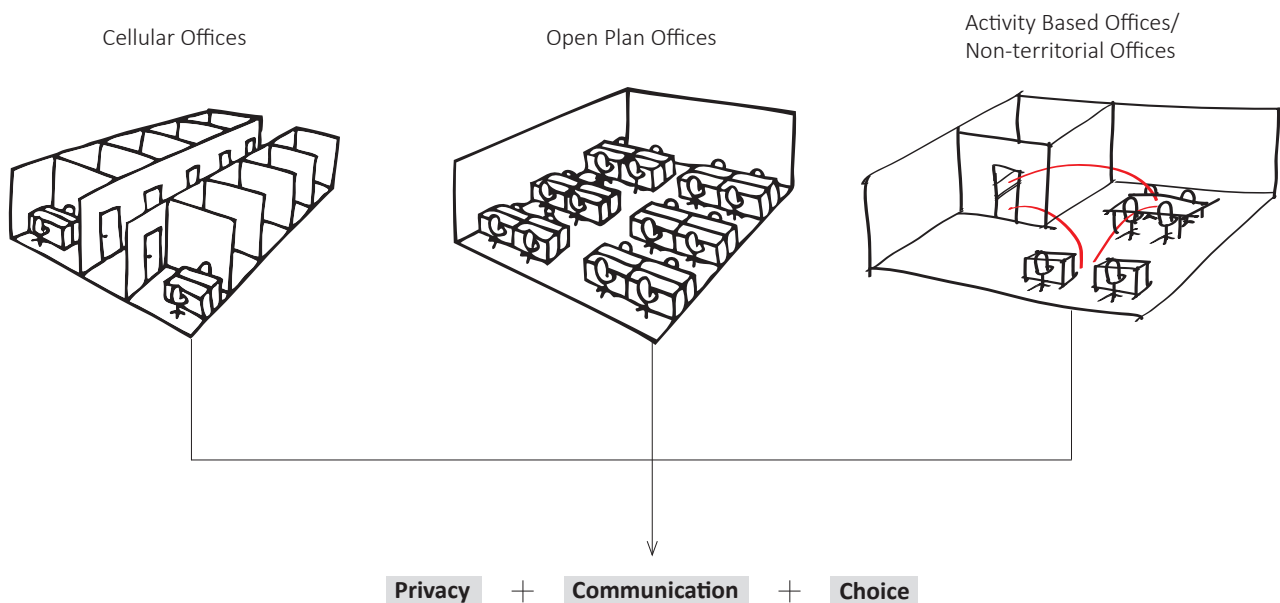 Cellular Offices
Open Plan Offices
Activity Based Offices/
Non-territorial Offices
Privacy + Communication + Choice